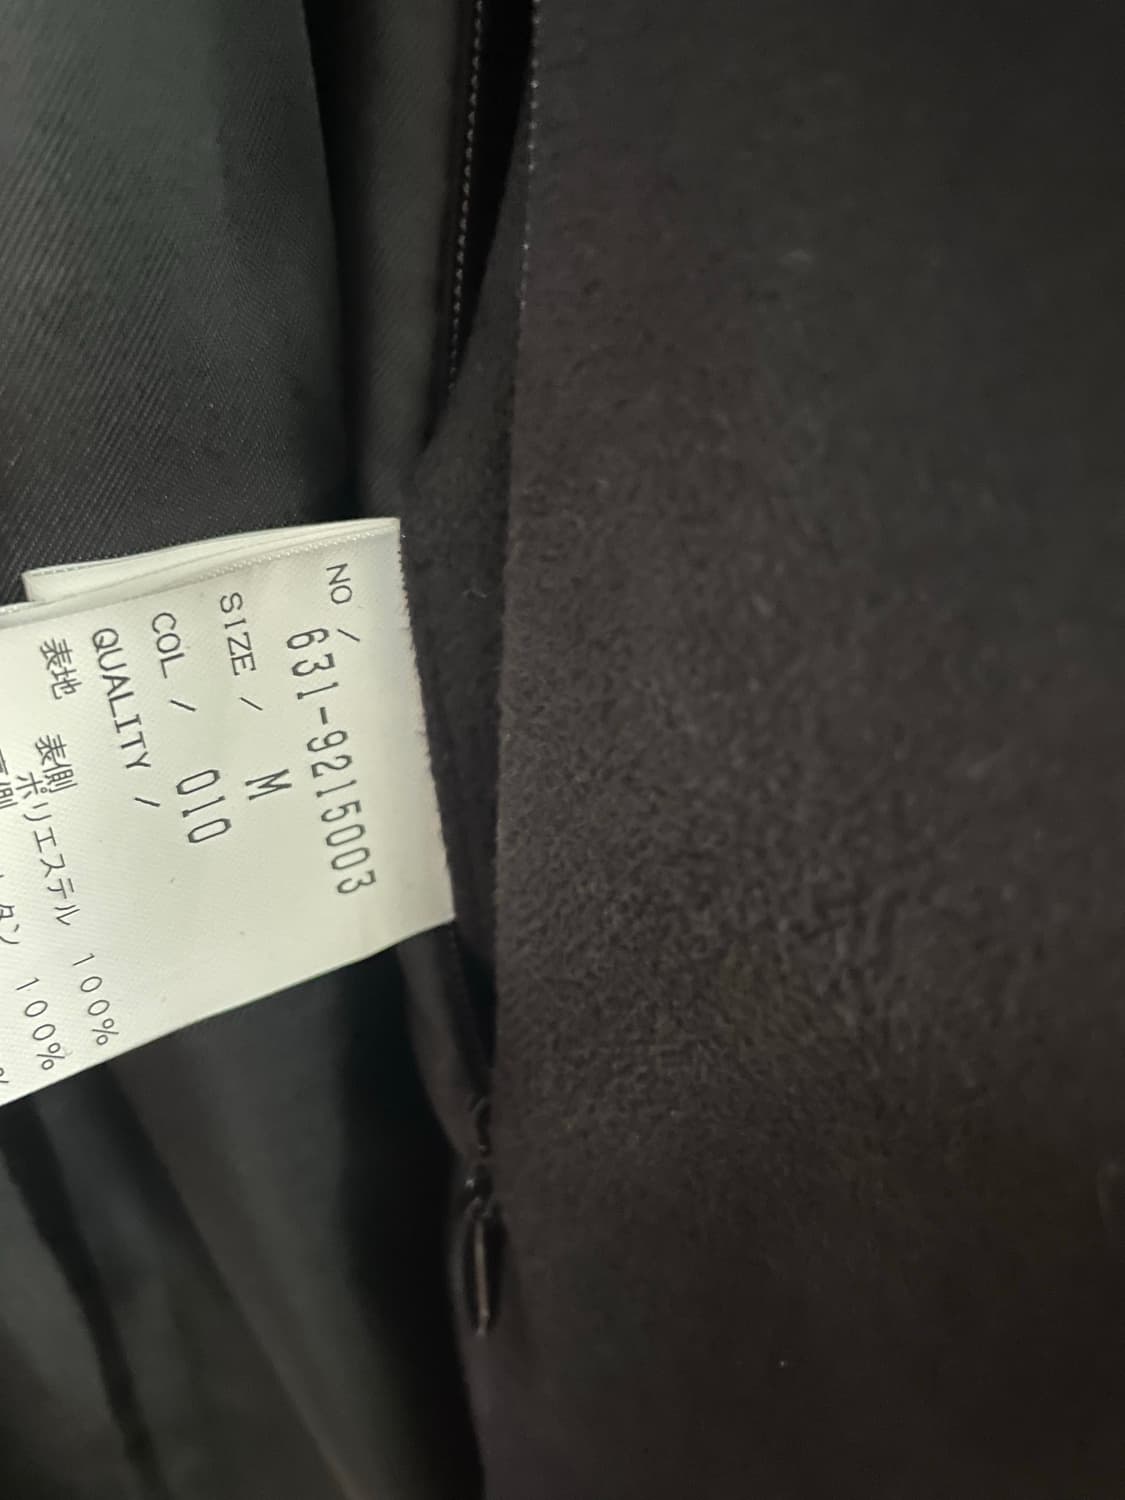 NO / 631-9215003
SIZE / M
COL / 010
QUALITY /
表地 表側
ポリエステル 100%
100%